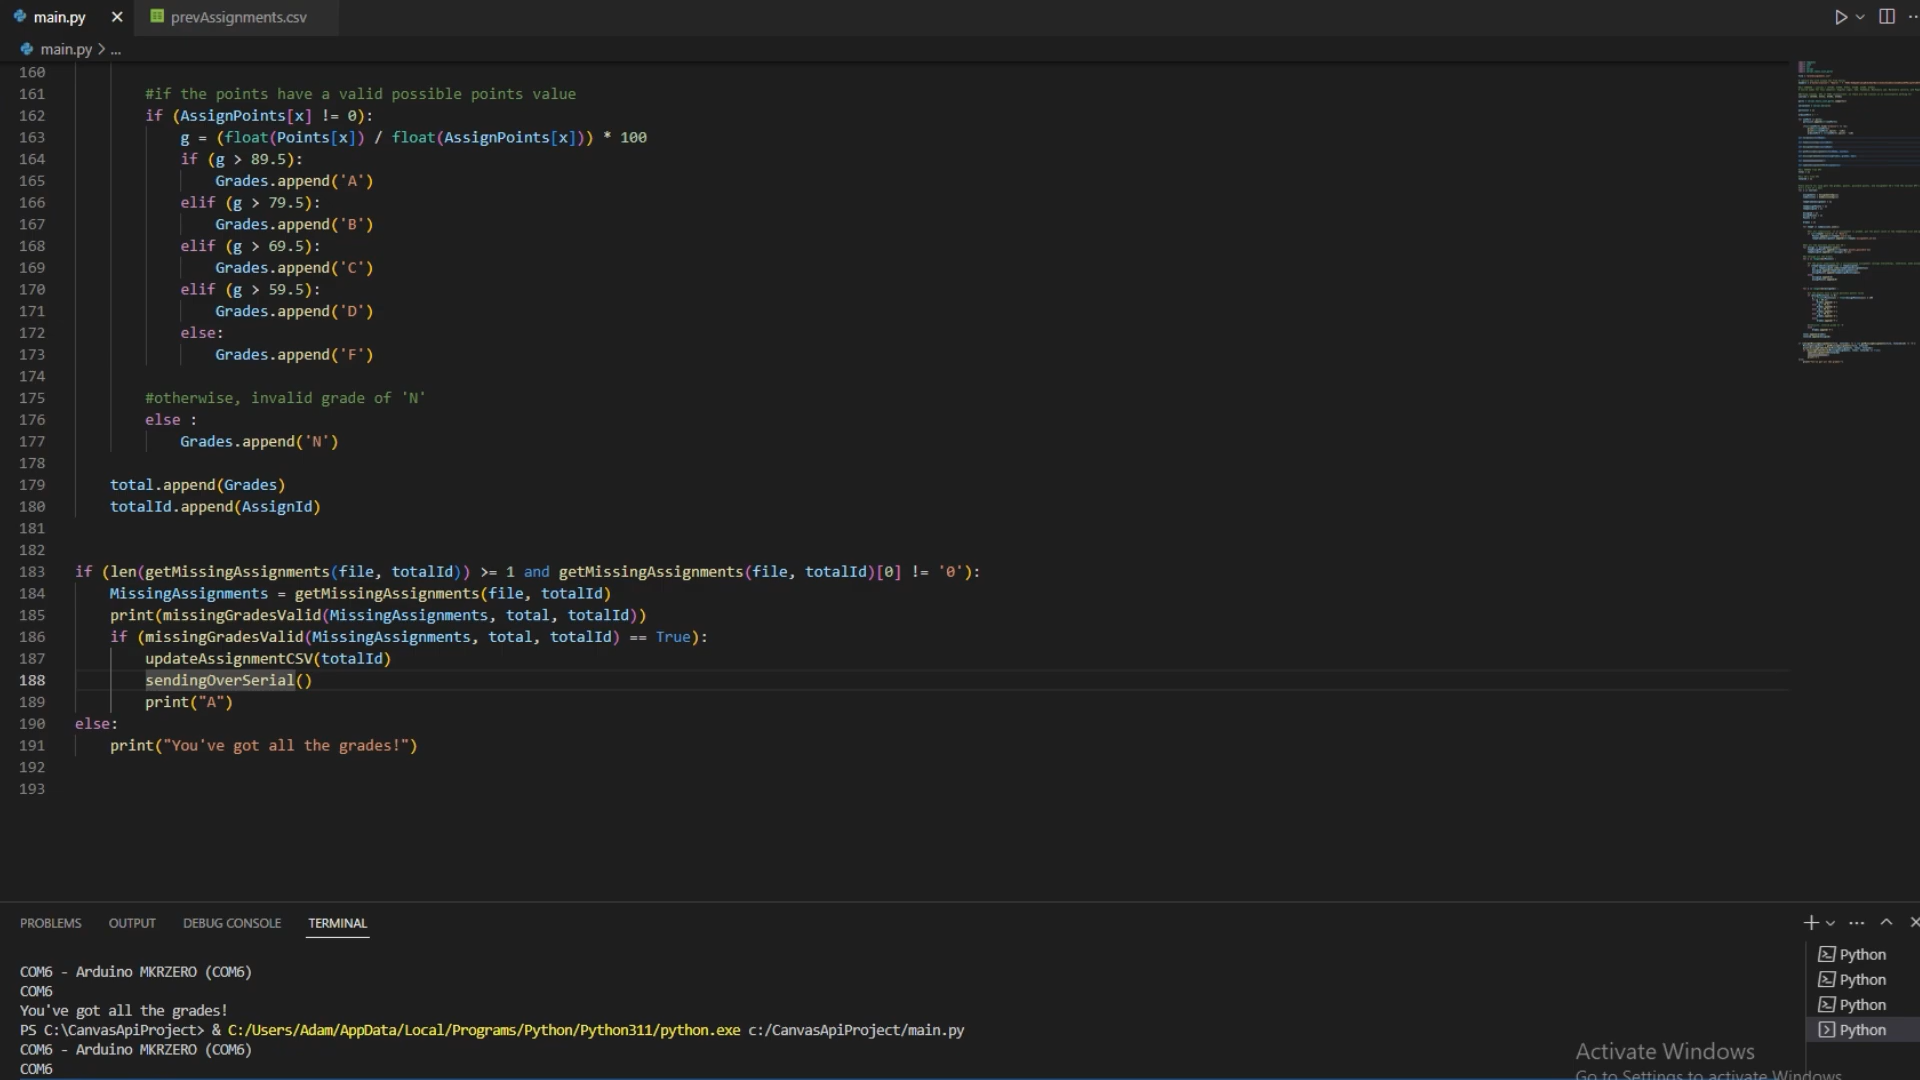 main.py
prevAssignments.csv
main.py > ...
160
161 #if the points have a valid possible points value
162 if (AssignPoints[x] != 0):
163 g = (float(Points[x]) / float(AssignPoints[x])) * 100
164 if (g > 89.5):
165 Grades.append('A')
166 elif (g > 79.5):
167 Grades.append('B')
168 elif (g > 69.5):
169 Grades.append('C')
170 elif (g > 59.5):
171 Grades.append('D')
172 else:
173 Grades.append('F')
174
175 #otherwise, invalid grade of 'N'
176 else :
177 Grades.append('N')
178
179 total.append(Grades)
180 totalId.append(AssignId)
181
182
183 if (len(getMissingAssignments(file, totalId)) >= 1 and getMissingAssignments(file, totalId)[0] != '0'):
184 MissingAssignments = getMissingAssignments(file, totalId)
185 print(missingGradesValid(MissingAssignments, total, totalId))
186 if (missingGradesValid(MissingAssignments, total, totalId) == True):
187 updateAssignmentCSV(totalId)
188 sendingOverSerial()
189 print("A")
190 else:
191 print("You've got all the grades!")
192
193
PROBLEMS OUTPUT DEBUG CONSOLE TERMINAL
COM6 - Arduino MKRZERO (COM6)
COM6
You've got all the grades!
PS C:\CanvasApiProject> & C:/Users/Adam/AppData/Local/Programs/Python/Python311/python.exe c:/CanvasApiProject/main.py
COM6 - Arduino MKRZERO (COM6)
COM6
Python
Python
Python
Python
Activate Windows
Go to Settings to activate Windows.